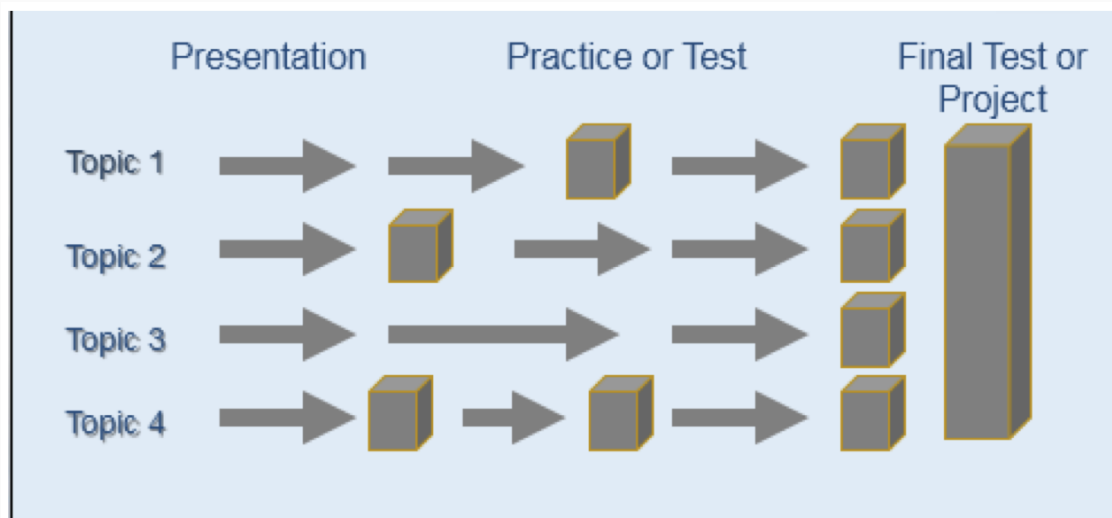 Presentation
Practice or Test
Final Test or
Project
Topic 1
Topic 2
Topic 3
Topic 4